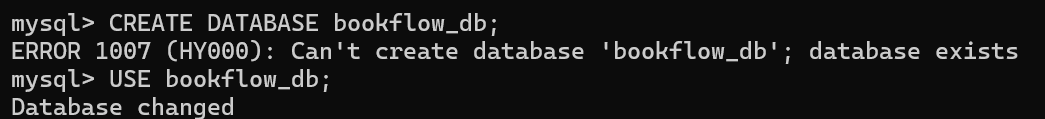 mysql> CREATE DATABASE bookflow_db;
ERROR 1007 (HY000): Can't create database 'bookflow_db'; database exists
mysql> USE bookflow_db;
Database changed